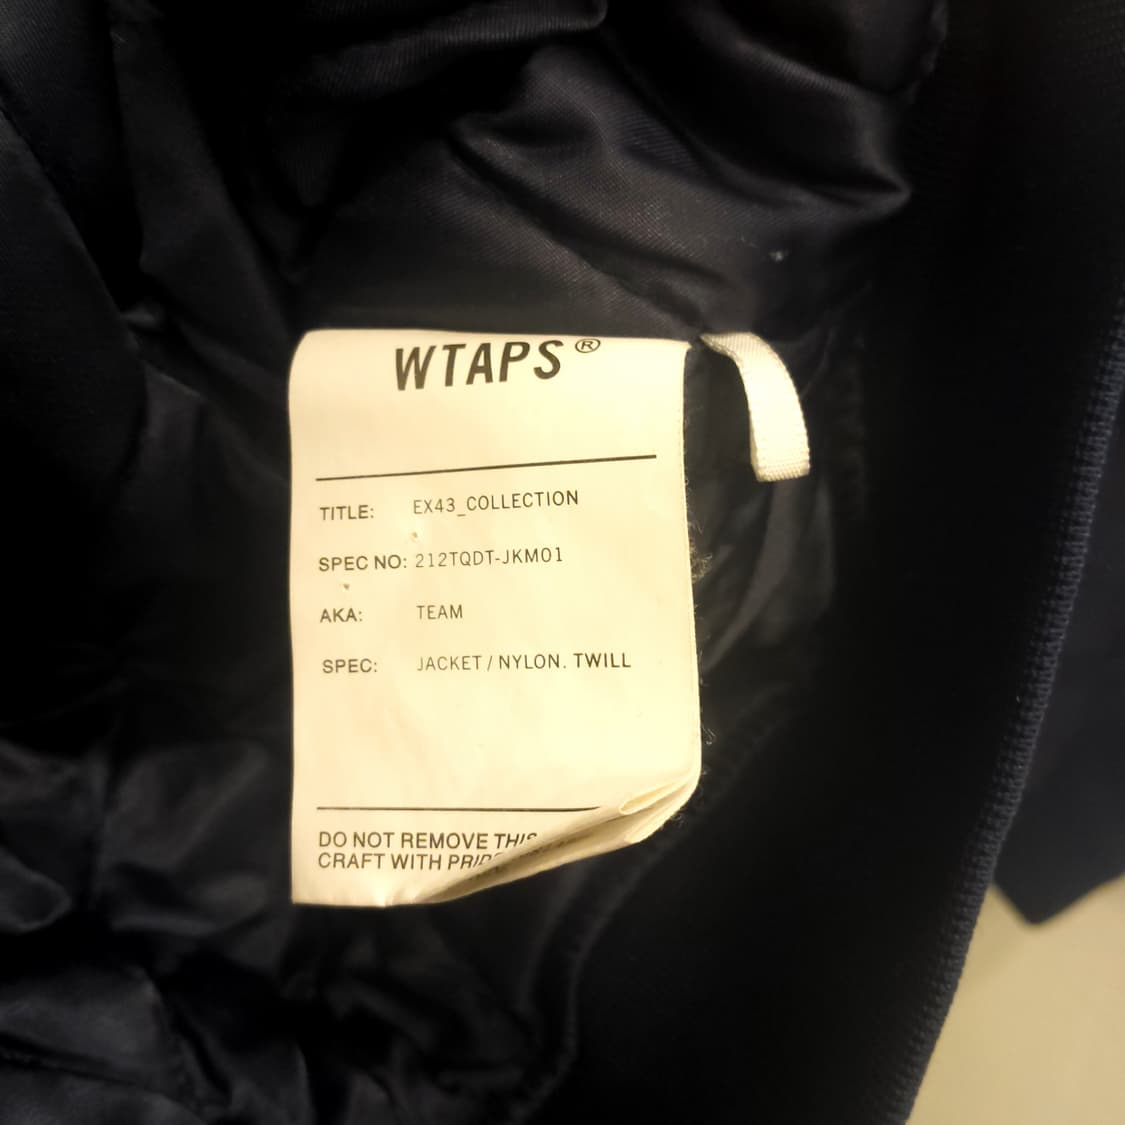 WTAPS®
TITLE: EX43_COLLECTION
SPEC NO: 212TQDT-JKM01
AKA: TEAM
SPEC: JACKET / NYLON. TWILL
DO NOT REMOVE THIS
CRAFT WITH